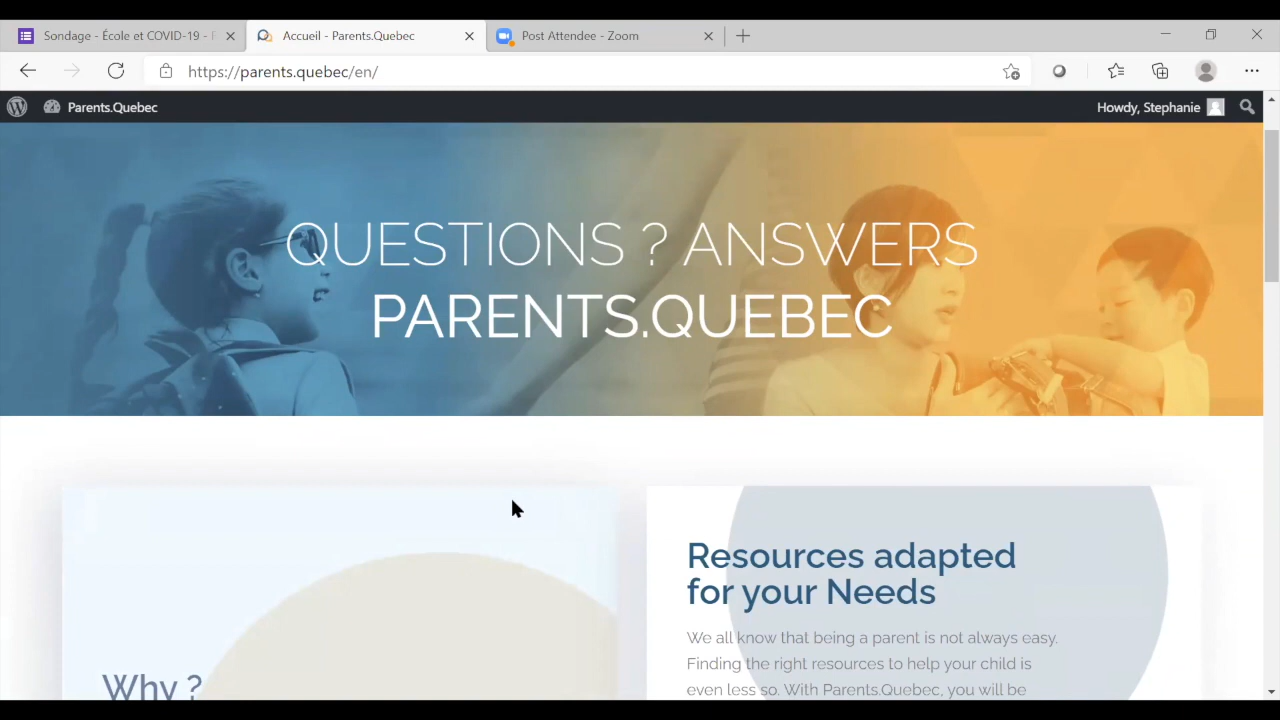 Sondage - École et COVID-19 -
Accueil - Parents.Quebec
Post Attendee - Zoom
https://parents.quebec/en/
Parents.Quebec
Howdy, Stephanie
QUESTIONS ? ANSWERS
PARENTS.QUEBEC
Why ?
Resources adapted
for your Needs
We all know that being a parent is not always easy.
Finding the right resources to help your child is
even less so. With Parents.Quebec, you will be